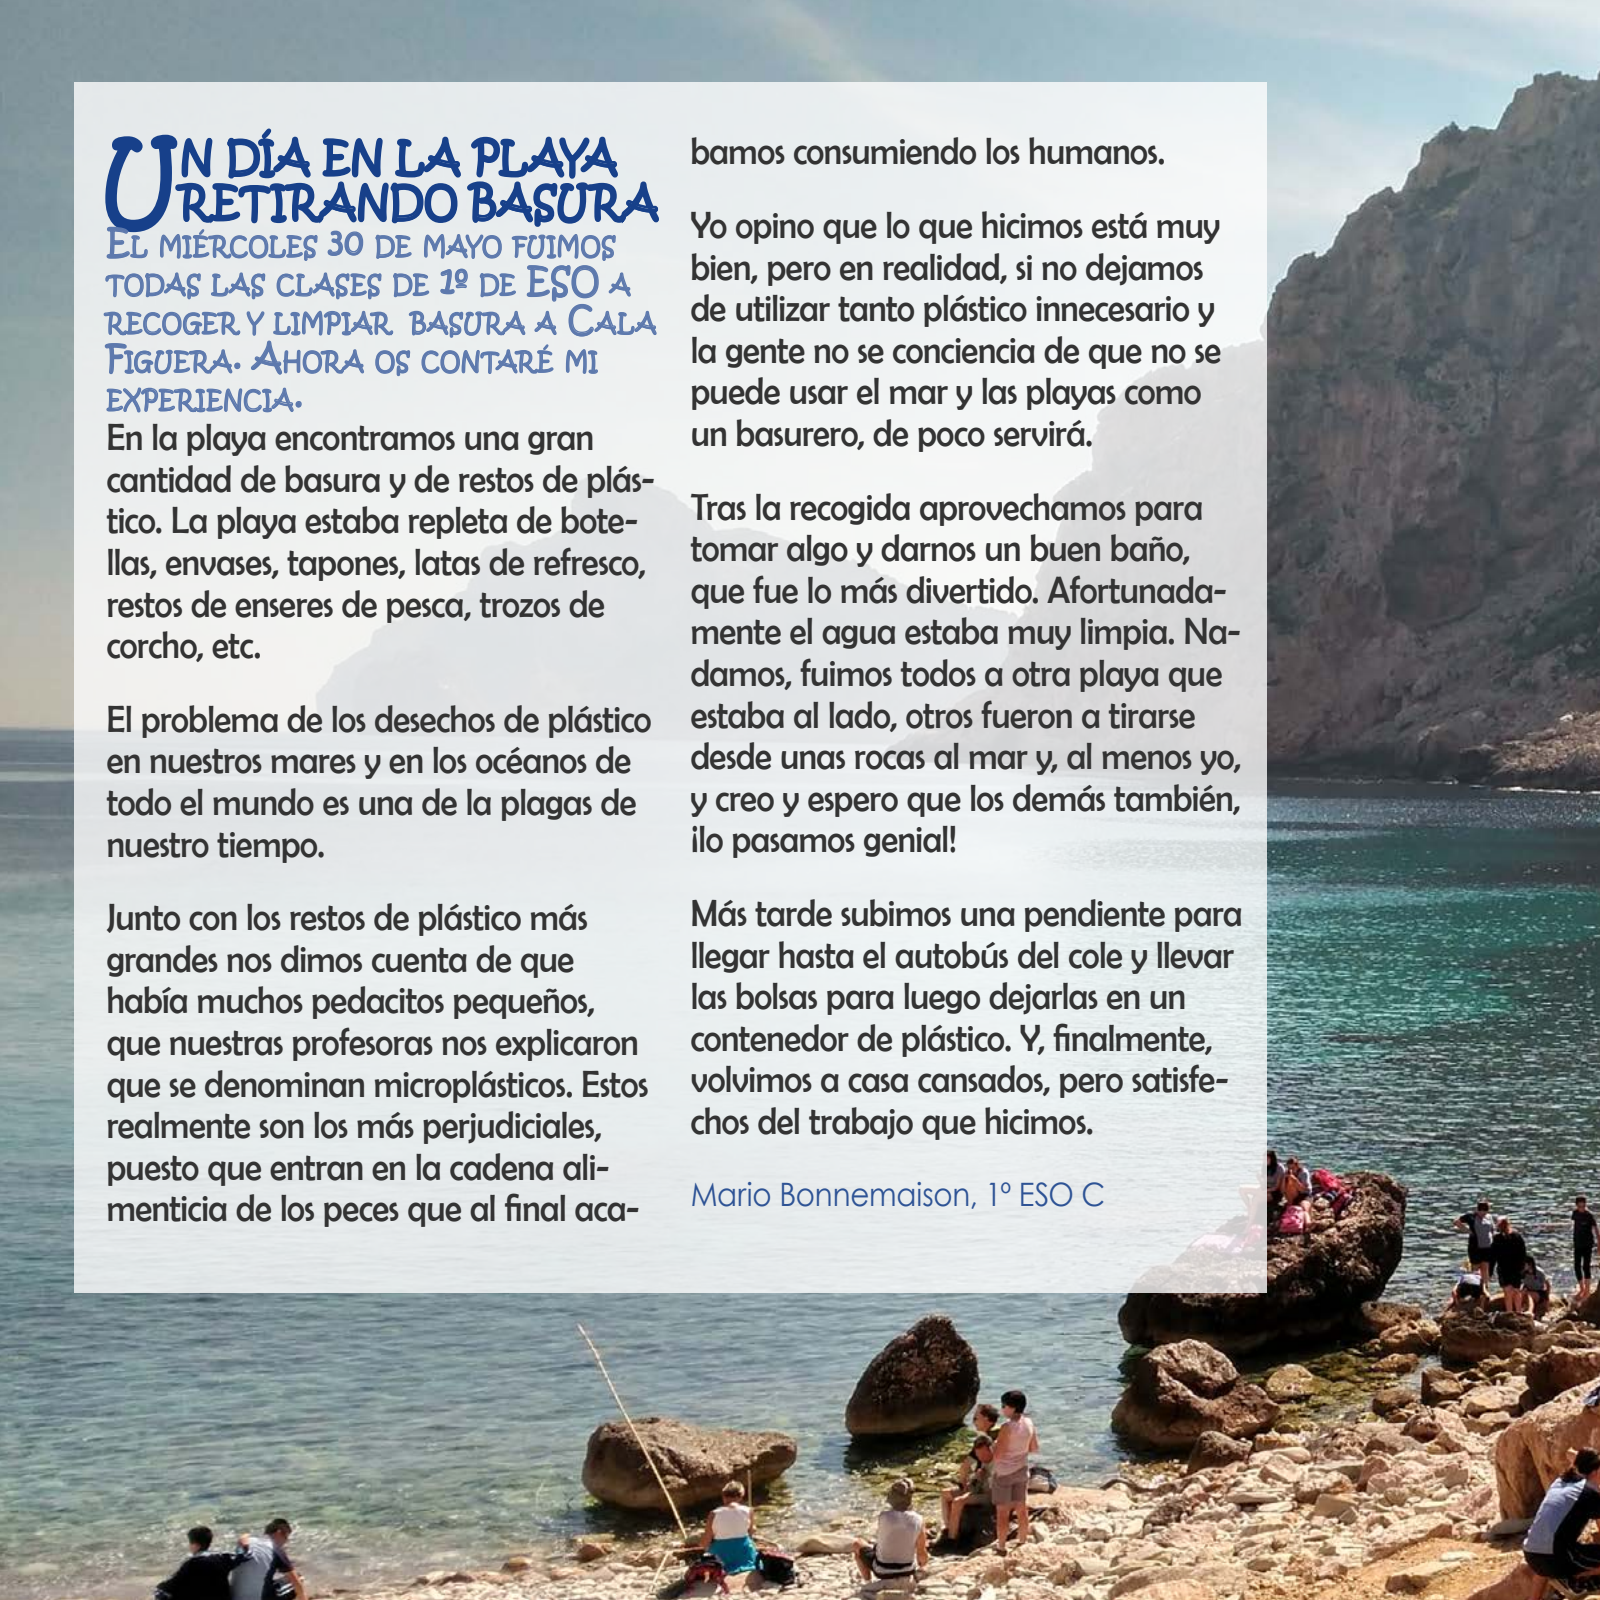 UN DÍA EN LA PLAYA
RETIRANDO BASURA
EL MIÉRCOLES 30 DE MAYO FUIMOS
TODAS LAS CLASES DE 1º DE ESO A
RECOGER Y LIMPIAR BASURA A CALA
FIGUERA. AHORA OS CONTARÉ MI
EXPERIENCIA.
En la playa encontramos una gran
cantidad de basura y de restos de plás-
tico. La playa estaba repleta de bote-
llas, envases, tapones, latas de refresco,
restos de enseres de pesca, trozos de
corcho, etc.
El problema de los desechos de plástico
en nuestros mares y en los océanos de
todo el mundo es una de la plagas de
nuestro tiempo.
Junto con los restos de plástico más
grandes nos dimos cuenta de que
había muchos pedacitos pequeños,
que nuestras profesoras nos explicaron
que se denominan microplásticos. Estos
realmente son los más perjudiciales,
puesto que entran en la cadena ali-
menticia de los peces que al final aca-
bamos consumiendo los humanos.
Yo opino que lo que hicimos está muy
bien, pero en realidad, si no dejamos
de utilizar tanto plástico innecesario y
la gente no se conciencia de que no se
puede usar el mar y las playas como
un basurero, de poco servirá.
Tras la recogida aprovechamos para
tomar algo y darnos un buen baño,
que fue lo más divertido. Afortunada-
mente el agua estaba muy limpia. Na-
damos, fuimos todos a otra playa que
estaba al lado, otros fueron a tirarse
desde unas rocas al mar y, al menos yo,
y creo y espero que los demás también,
¡lo pasamos genial!
Más tarde subimos una pendiente para
llegar hasta el autobús del cole y llevar
las bolsas para luego dejarlas en un
contenedor de plástico. Y, finalmente,
volvimos a casa cansados, pero satisfe-
chos del trabajo que hicimos.
Mario Bonnemaison, 1º ESO C